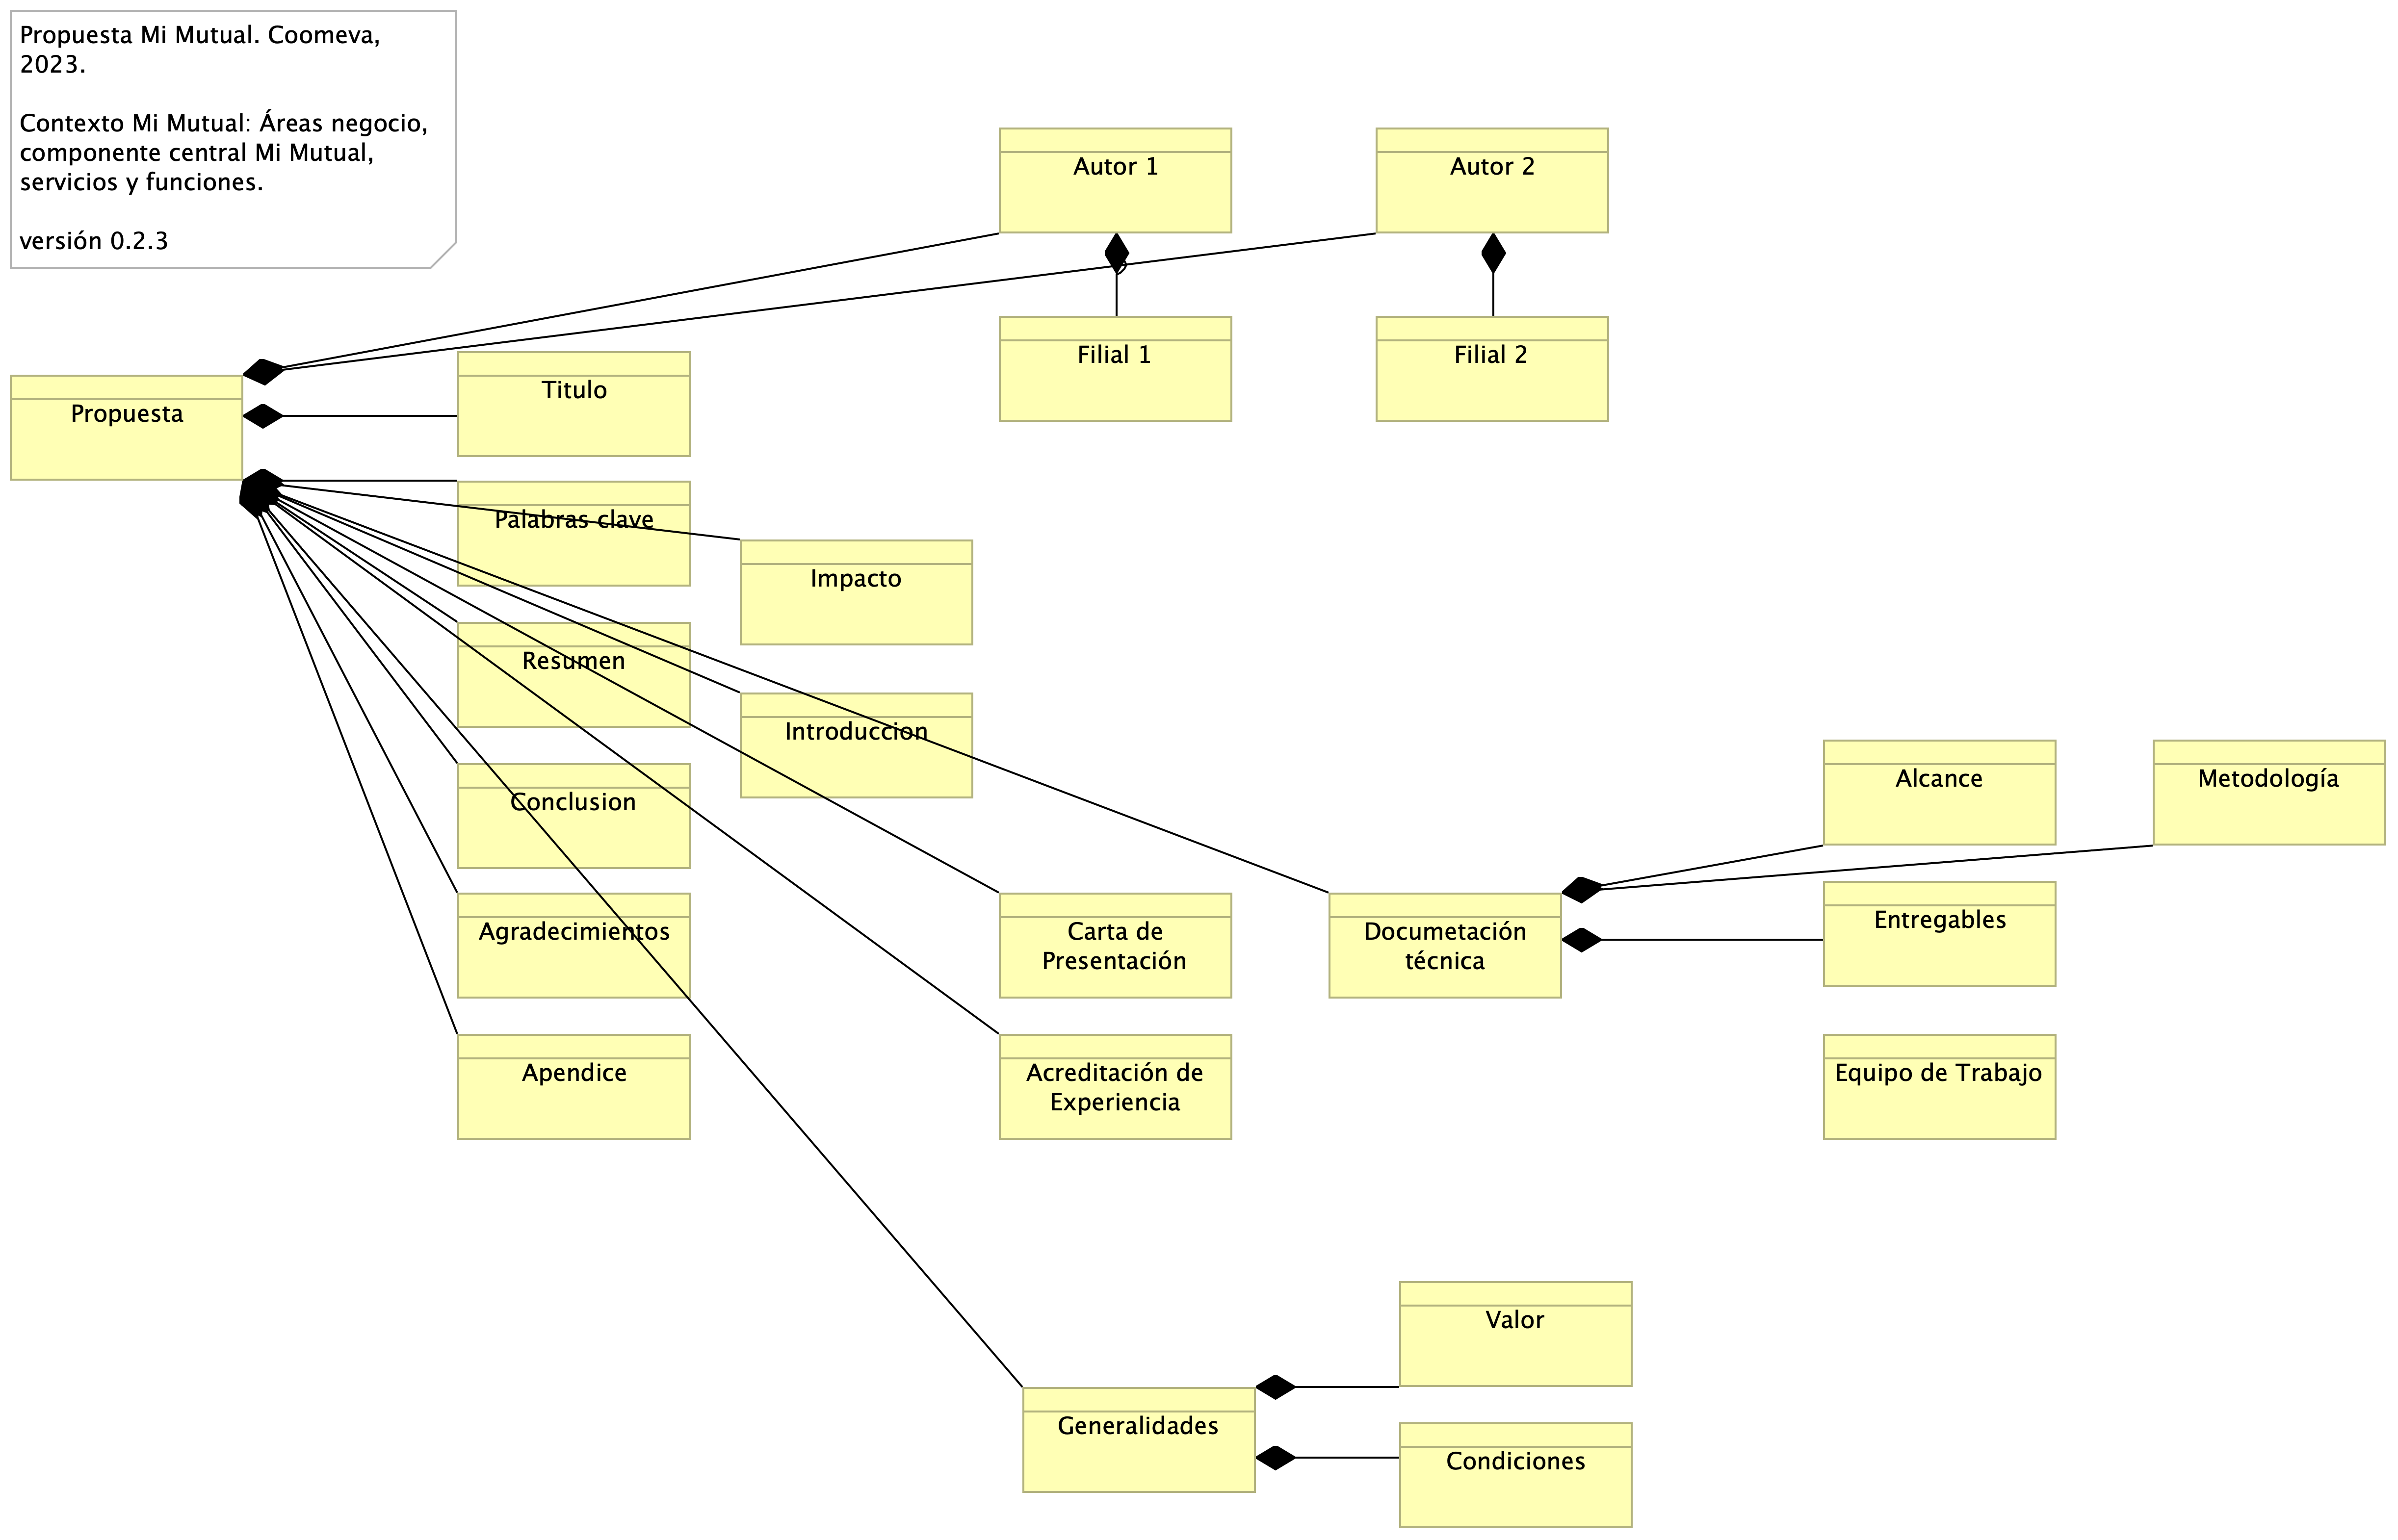 Propuesta Mi Mutual. Coomeva,
2023.
Contexto Mi Mutual: Áreas negocio,
componente central Mi Mutual,
servicios y funciones.
versión 0.2.3
Autor 1
Autor 2
Filial 1
Filial 2
Propuesta
Titulo
Palabras clave
Impacto
Resumen
Introduccion
Conclusion
Alcance
Metodología
Agradecimientos
Carta de
Presentación
Documetación
técnica
Entregables
Apendice
Acreditación de
Experiencia
Equipo de Trabajo
Valor
Generalidades
Condiciones